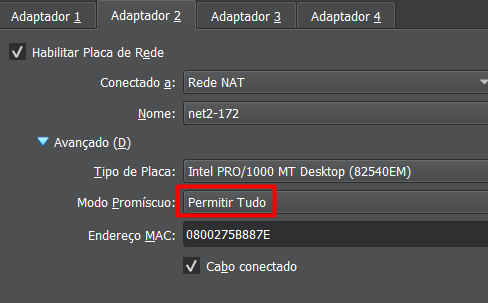 Adaptador 1 Adaptador 2 Adaptador 3 Adaptador 4
Habilitar Placa de Rede
Conectado a: Rede NAT
Nome: net2-172
Avançado (D)
Tipo de Placa: Intel PRO/1000 MT Desktop (82540EM)
Modo Promíscuo: Permitir Tudo
Endereço MAC: 0800275B887E
Cabo conectado